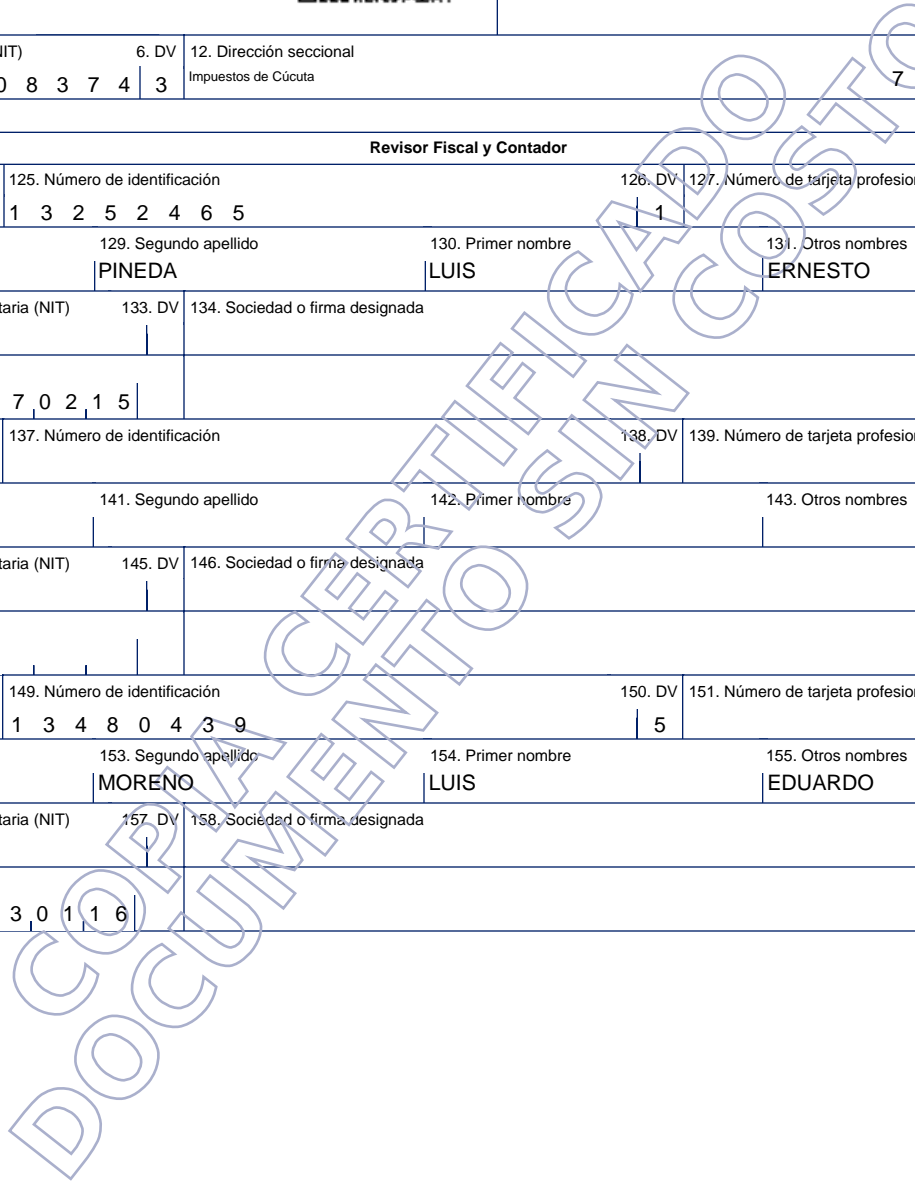 NIT) 6. DV 12. Dirección seccional
0 8 3 7 4 3 Impuestos de Cúcuta 7
Revisor Fiscal y Contador
125. Número de identificación 126. DV 127. Número de tarjeta profesion
1 3 2 5 2 4 6 5 1
129. Segundo apellido 130. Primer nombre 131. Otros nombres
PINEDA LUIS ERNESTO
taria (NIT) 133. DV 134. Sociedad o firma designada
7 0 2 1 5
137. Número de identificación 138. DV 139. Número de tarjeta profesion
141. Segundo apellido 142. Primer nombre 143. Otros nombres
taria (NIT) 145. DV 146. Sociedad o firma designada
149. Número de identificación 150. DV 151. Número de tarjeta profesion
1 3 4 8 0 4 3 9 5
153. Segundo apellido 154. Primer nombre 155. Otros nombres
MORENO LUIS EDUARDO
taria (NIT) 157. DV 158. Sociedad o firma designada
3 0 1 1 6
COPIA CERTIFICADO
DOCUMENTO SIN COSTO